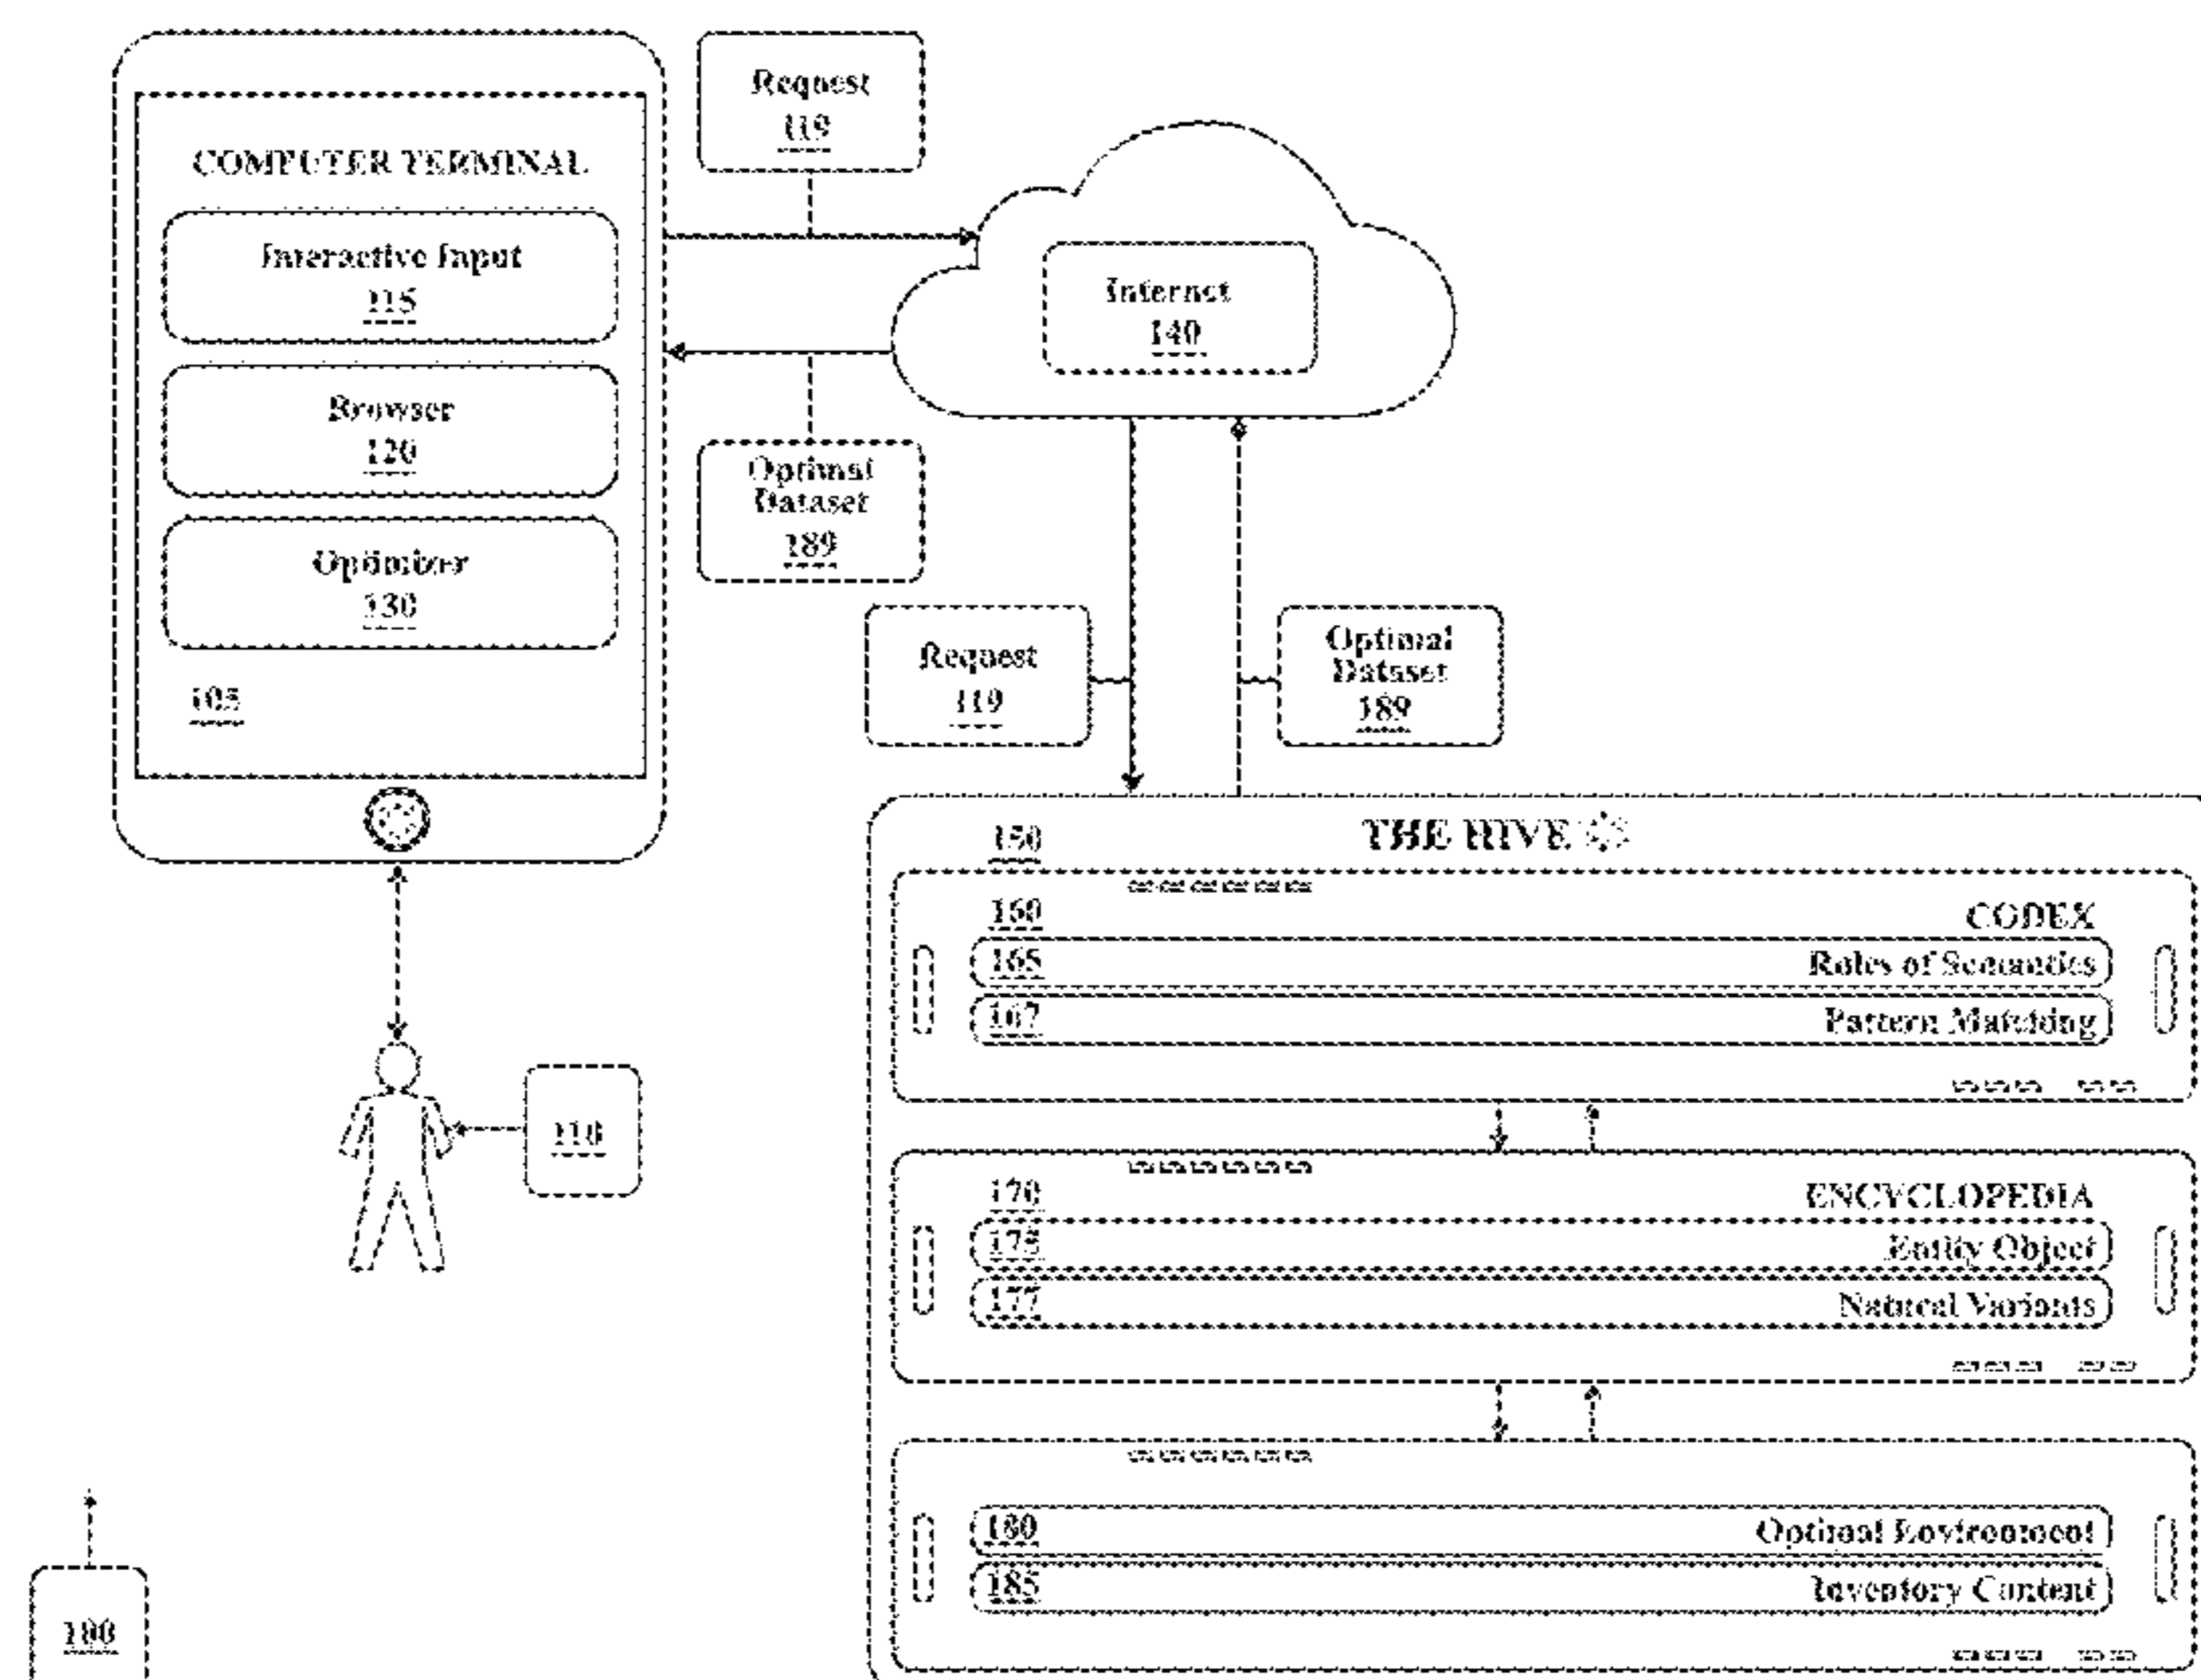 COMPUTER TERMINAL
Interactive Input
115
Browser
120
Optimizer
130
105
Request
119
Internet
140
Optimal
Dataset
189
Request
119
Optimal
Dataset
189
110
100
150
THE HIVE
160
CODEX
165
Rules of Semantics
167
Pattern Matching
170
ENCYCLOPEDIA
175
Entity Object
177
Natural Variants
180
Optimal Environment
185
Inventory Content